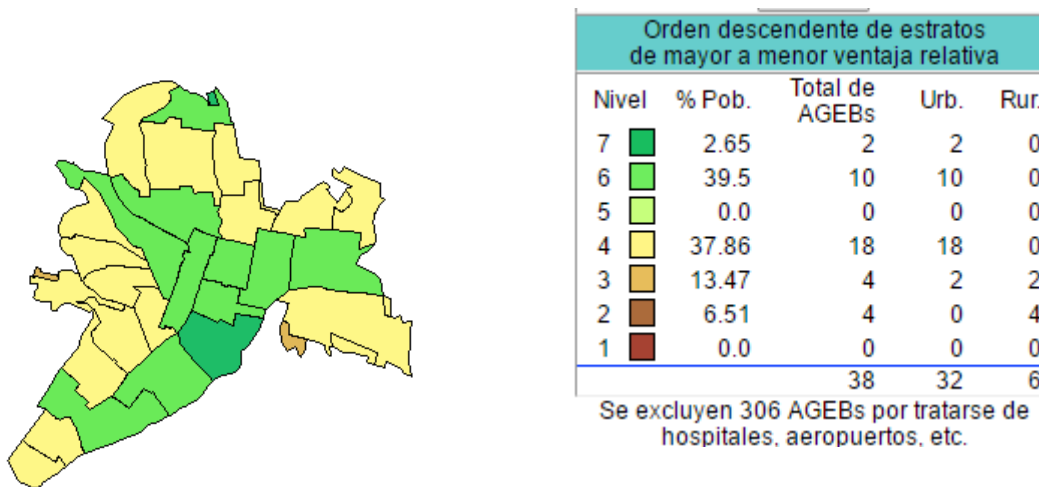 Orden descendente de estratos
de mayor a menor ventaja relativa
Nivel % Pob. Total de AGEBs Urb. Rur.
7 2.65 2 2 0
6 39.5 10 10 0
5 0.0 0 0 0
4 37.86 18 18 0
3 13.47 4 2 2
2 6.51 4 0 4
1 0.0 0 0 0
38 32 6
Se excluyen 306 AGEBs por tratarse de
hospitales, aeropuertos, etc.